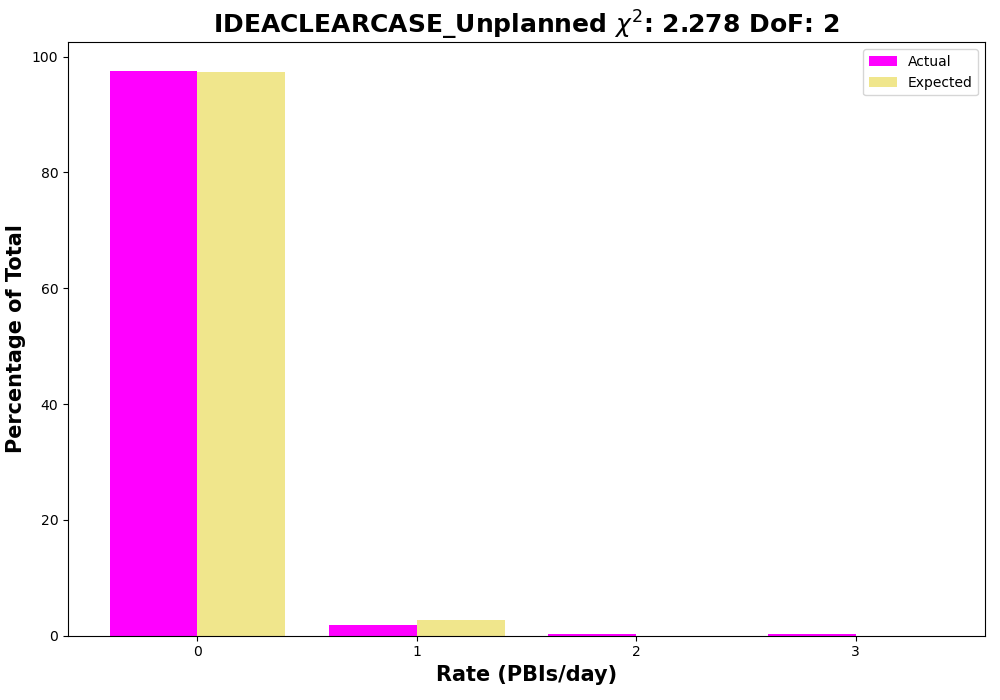 IDEACLEARCASE_Unplanned χ²: 2.278 DoF: 2
Actual
Expected
Percentage of Total
100
80
60
40
20
0
0 1 2 3
Rate (PBIs/day)